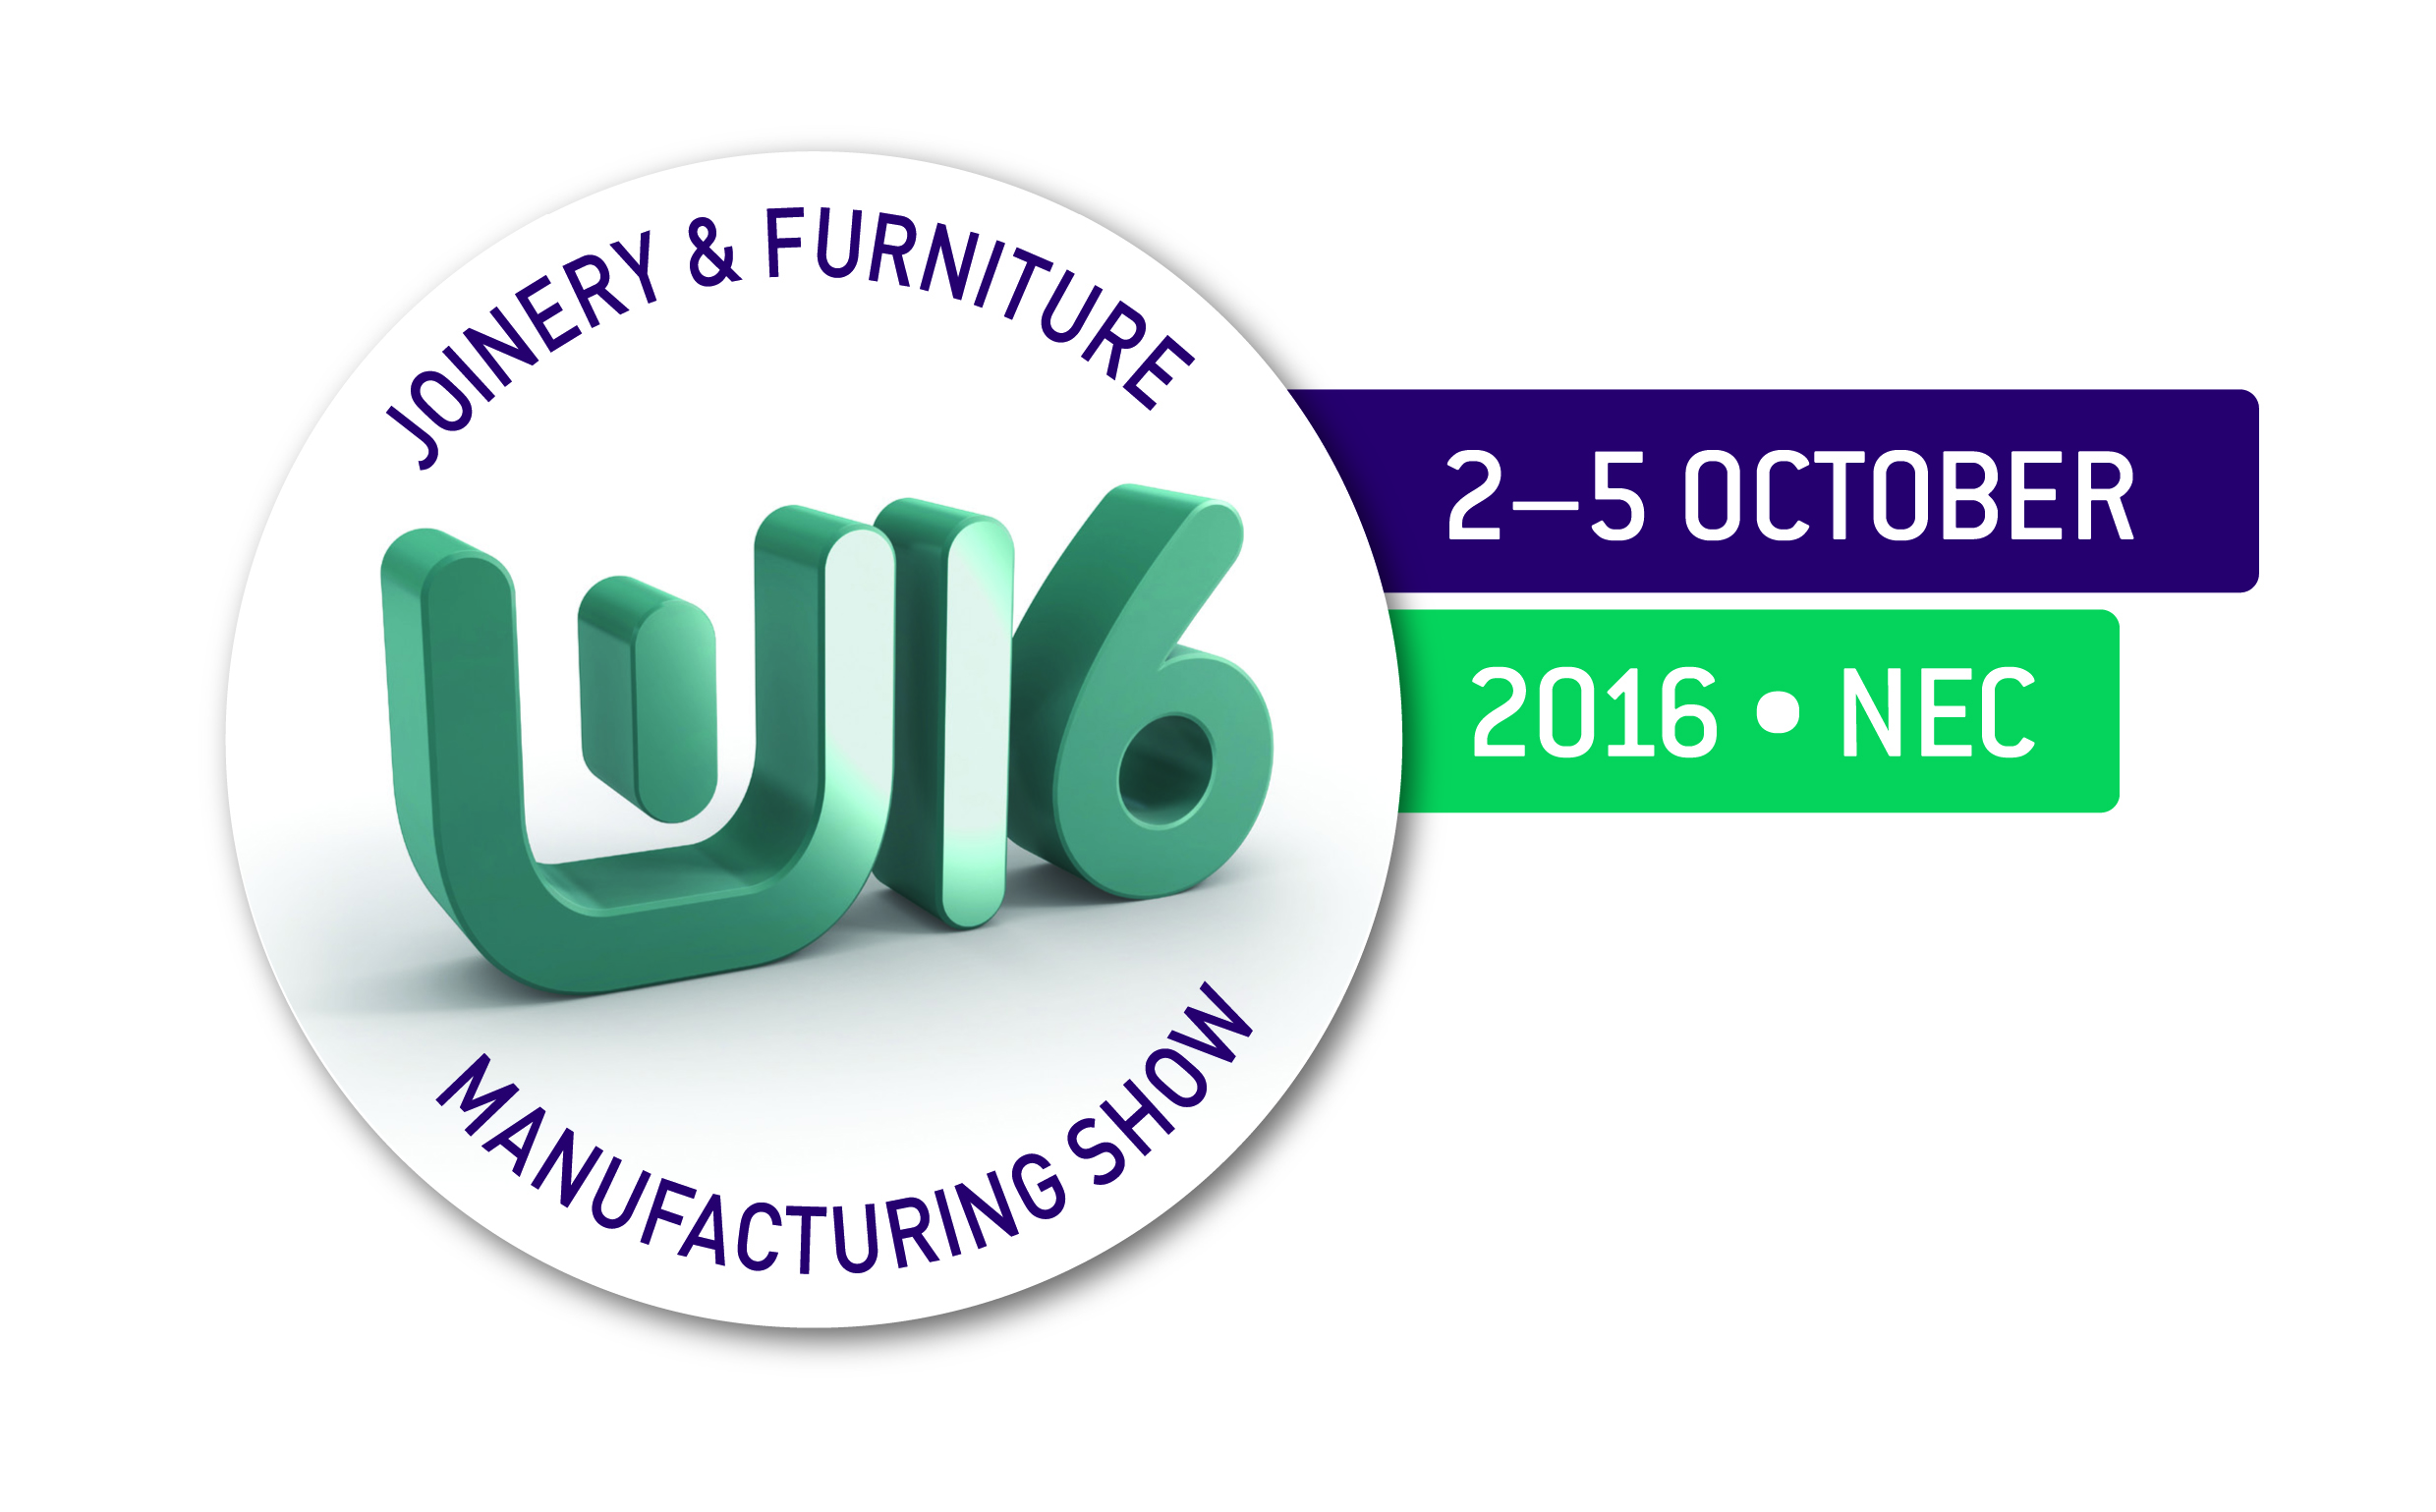 JOINERY & FURNITURE
W16
MANUFACTURING SHOW
2–5 OCTOBER
2016 • NEC